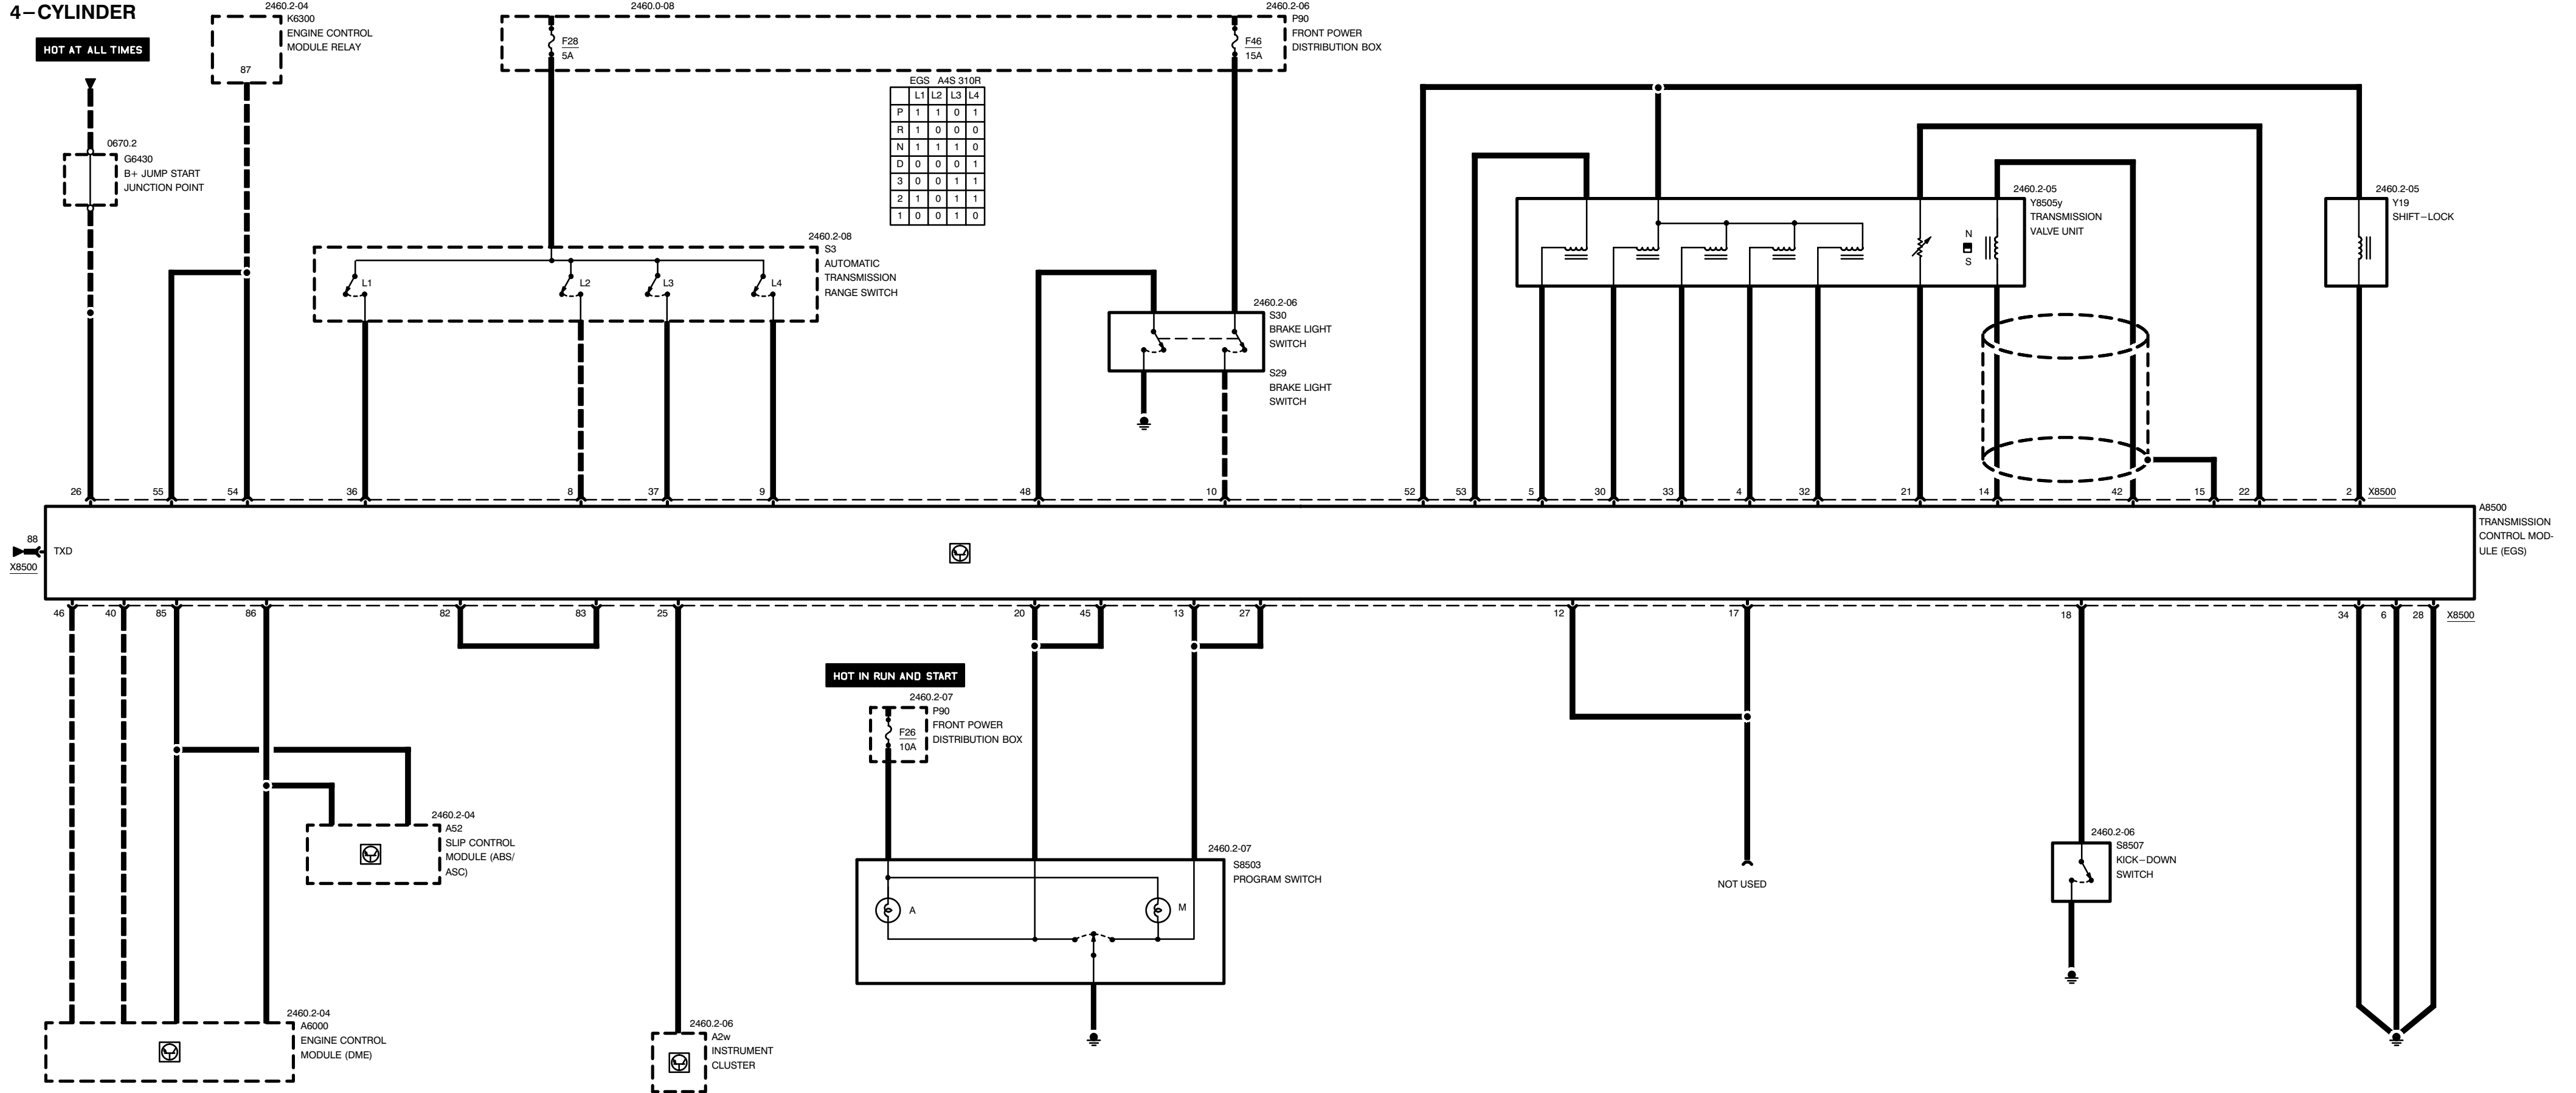 4−CYLINDER
HOT AT ALL TIMES
2460.2-04
K6300
ENGINE CONTROL
MODULE RELAY
87
0670.2
G6430
B+ JUMP START
JUNCTION POINT
2460.0-08
F28
5A
2460.2-06
P90
FRONT POWER
DISTRIBUTION BOX
F46
15A
EGS A4S 310R
L1 L2 L3 L4
P 1 1 0 1
R 1 0 0 0
N 1 1 1 0
D 0 0 0 1
3 0 0 1 1
2 1 0 1 1
1 0 0 1 0
2460.2-08
S3
AUTOMATIC
TRANSMISSION
RANGE SWITCH
L1 L2 L3 L4
2460.2-06
S30
BRAKE LIGHT
SWITCH
S29
BRAKE LIGHT
SWITCH
2460.2-05
Y8505y
TRANSMISSION
VALVE UNIT
N
S
2460.2-05
Y19
SHIFT−LOCK
26 55 54 36 8 37 9 48 10 52 53 5 30 33 4 32 21 14 42 15 22 2 X8500
88
TXD
X8500
A8500
TRANSMISSION
CONTROL MOD-
ULE (EGS)
46 40 85 86 82 83 25 20 45 13 27 12 17 18 34 6 28 X8500
HOT IN RUN AND START
2460.2-07
P90
FRONT POWER
DISTRIBUTION BOX
F26
10A
2460.2-04
A52
SLIP CONTROL
MODULE (ABS/
ASC)
2460.2-07
S8503
PROGRAM SWITCH
A
M
NOT USED
2460.2-06
S8507
KICK−DOWN
SWITCH
2460.2-04
A6000
ENGINE CONTROL
MODULE (DME)
2460.2-06
A2w
INSTRUMENT
CLUSTER